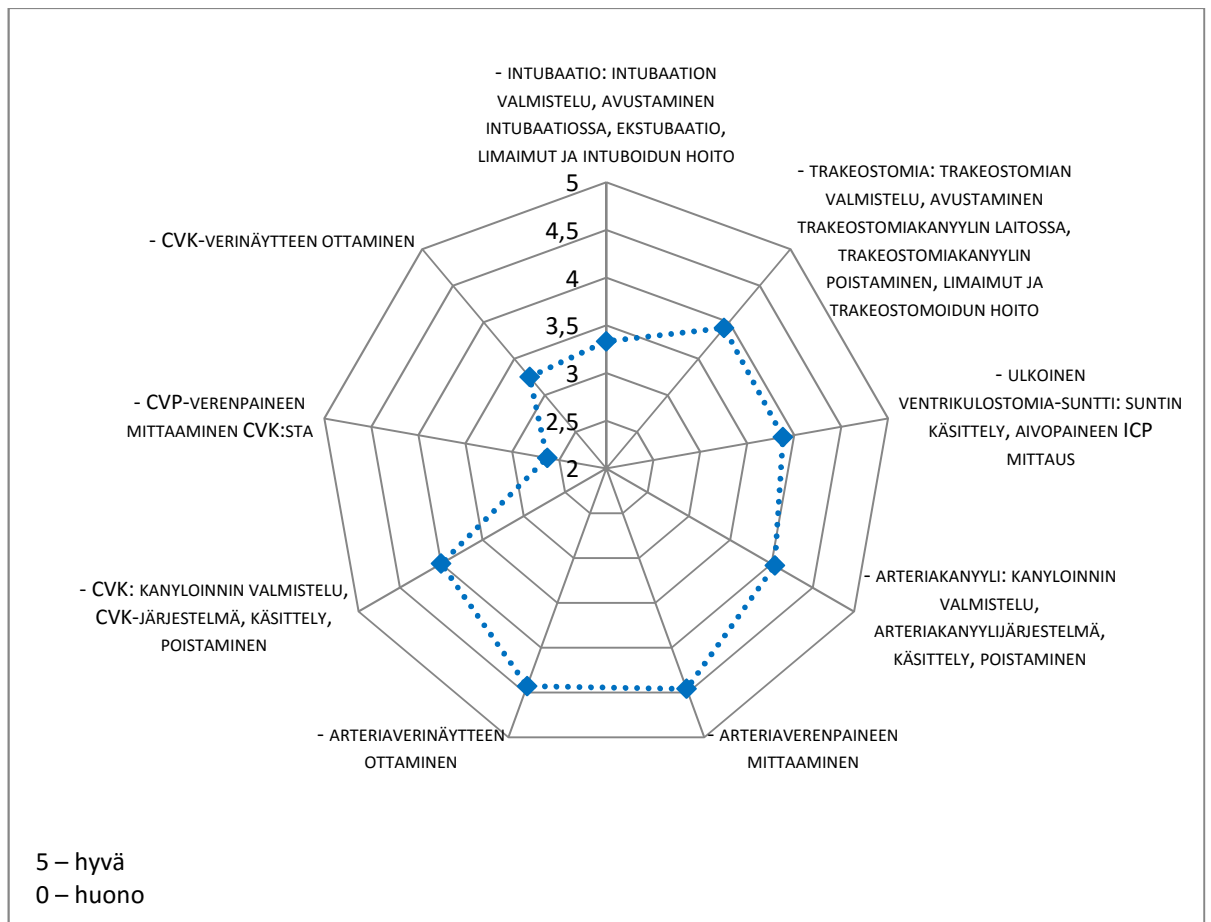 - INTUBAATIO: INTUBAATION
VALMISTELU, AVUSTAMINEN
INTUBAATIOSSA, EKSTUBAATIO,
LIMAIMUT JA INTUBOIDUN HOITO
- TRAKEOSTOMIA: TRAKEOSTOMIAN
VALMISTELU, AVUSTAMINEN
TRAKEOSTOMIAKANYYLIN LAITOSSA,
TRAKEOSTOMIAKANYYLIN
POISTAMINEN, LIMAIMUT JA
TRAKEOSTOMOIDUN HOITO
- ULKOINEN
VENTRIKULOSTOMIA-SUNTTI: SUNTIN
KÄSITTELY, AIVOPAINEEN ICP
MITTAUS
- ARTERIAKANYYLI: KANYLOINNIN
VALMISTELU,
ARTERIAKANYYLIJÄRJESTELMÄ,
KÄSITTELY, POISTAMINEN
- ARTERIAVERENPAINEEN
MITTAAMINEN
- ARTERIAVERINÄYTTEEN
OTTAMINEN
- CVK: KANYLOINNIN VALMISTELU,
CVK-JÄRJESTELMÄ, KÄSITTELY,
POISTAMINEN
- CVP-VERENPAINEEN
MITTAAMINEN CVK:STA
- CVK-VERINÄYTTEEN OTTAMINEN
5
4,5
4
3,5
3
2,5
2
5 – hyvä
0 – huono